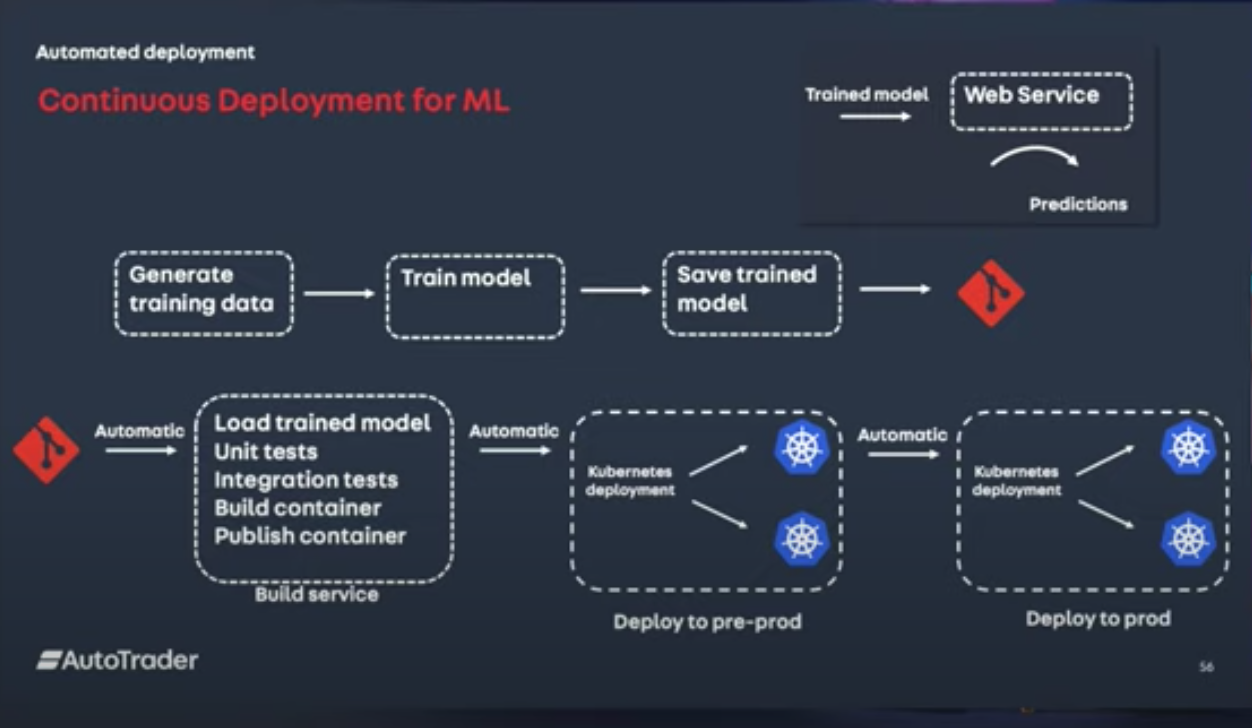 Automated deployment
Continuous Deployment for ML
Trained model
Web Service
Predictions
Generate
training data
Train model
Save trained
model
Automatic
Load trained model
Unit tests
Integration tests
Build container
Publish container
Build service
Automatic
Kubernetes
deployment
Deploy to pre-prod
Automatic
Kubernetes
deployment
Deploy to prod
AutoTrader
56